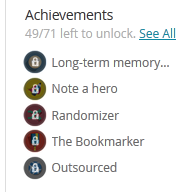 Achievements
49/71 left to unlock. See All
Long-term memory...
Note a hero
Randomizer
The Bookmarker
Outsourced